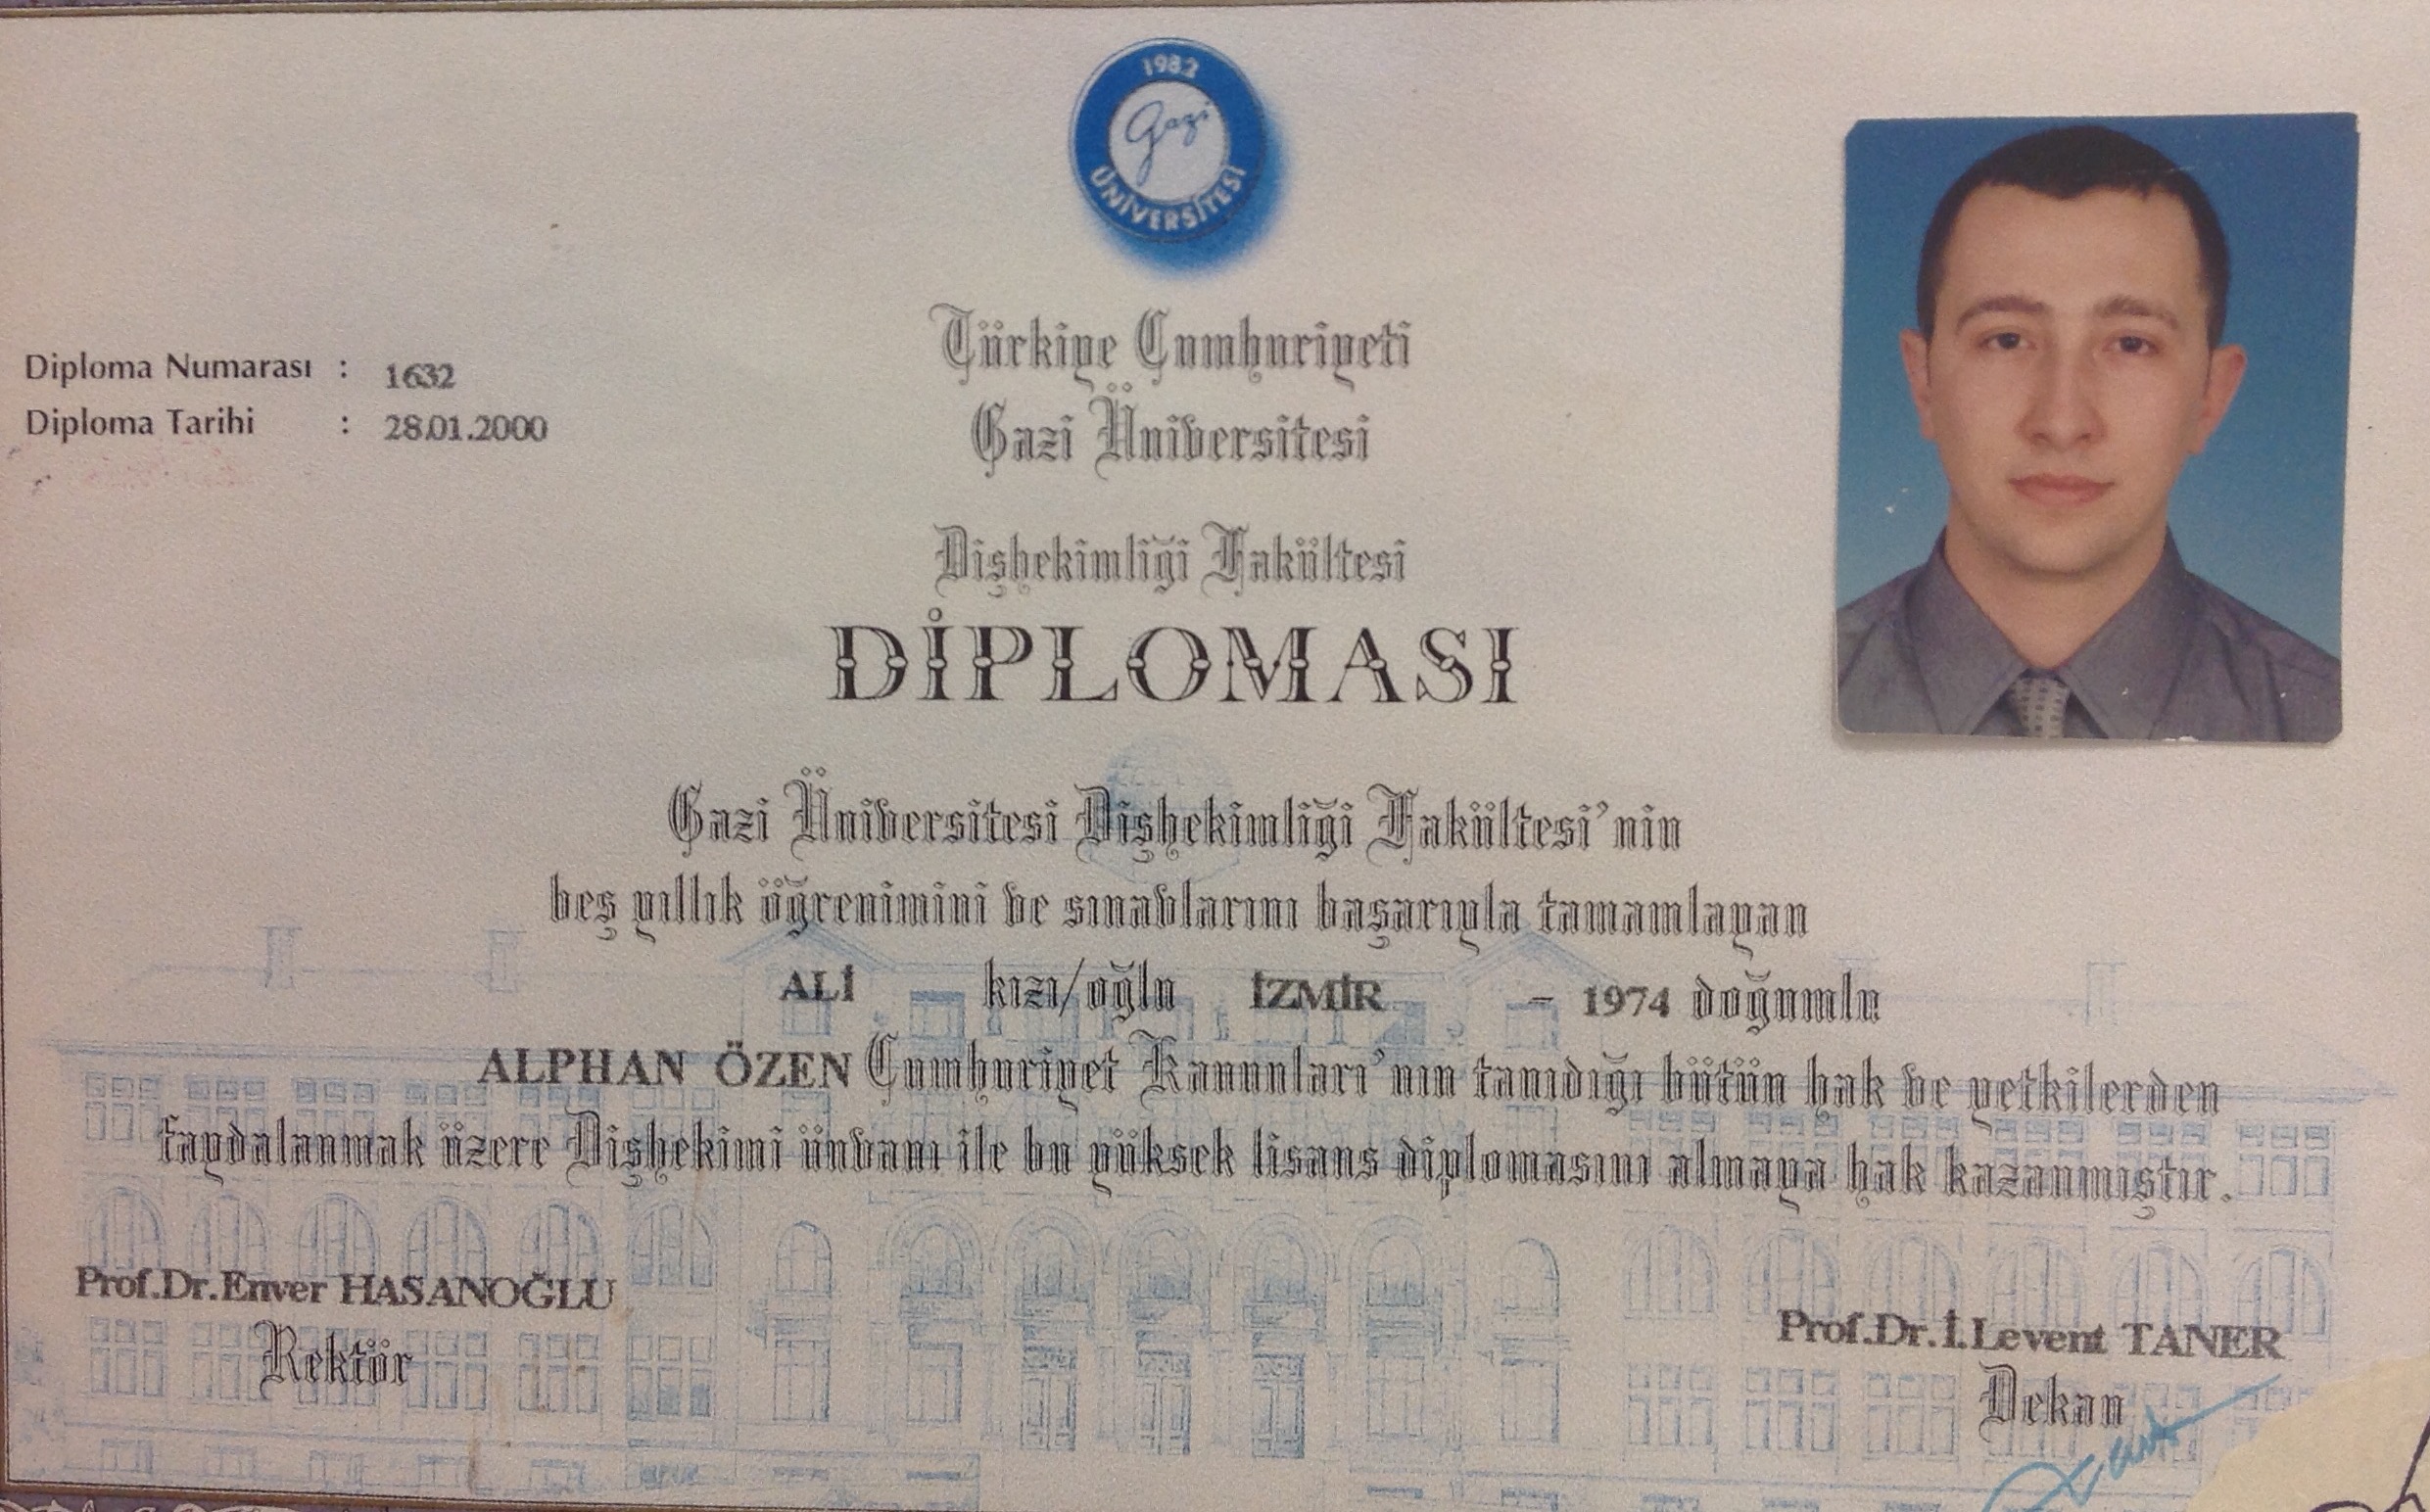 1982
Gazi
ÜNİVERSİTESİ
Türkiye Cumhuriyeti
Gazi Üniversitesi
Diploma Numarası : 1632
Diploma Tarihi : 28.01.2000
Dişhekimliği Fakültesi
DİPLOMASI
Gazi Üniversitesi Dişhekimliği Fakültesi'nin
beş yıllık öğrenimini ve sınavlarını başarıyla tamamlayan
ALİ kızı/oğlu İZMİR - 1974 doğumlu
ALPHAN ÖZEN Cumhuriyet Kanunları'nın tanıdığı bütün hak ve yetkilerden
faydalanmak üzere Dişhekimi ünvanı ile bu yüksek lisans diplomasını almaya hak kazanmıştır.
Prof.Dr.Enver HASANOĞLU
Rektör
Prof.Dr.İ.Levent TANER
Dekan